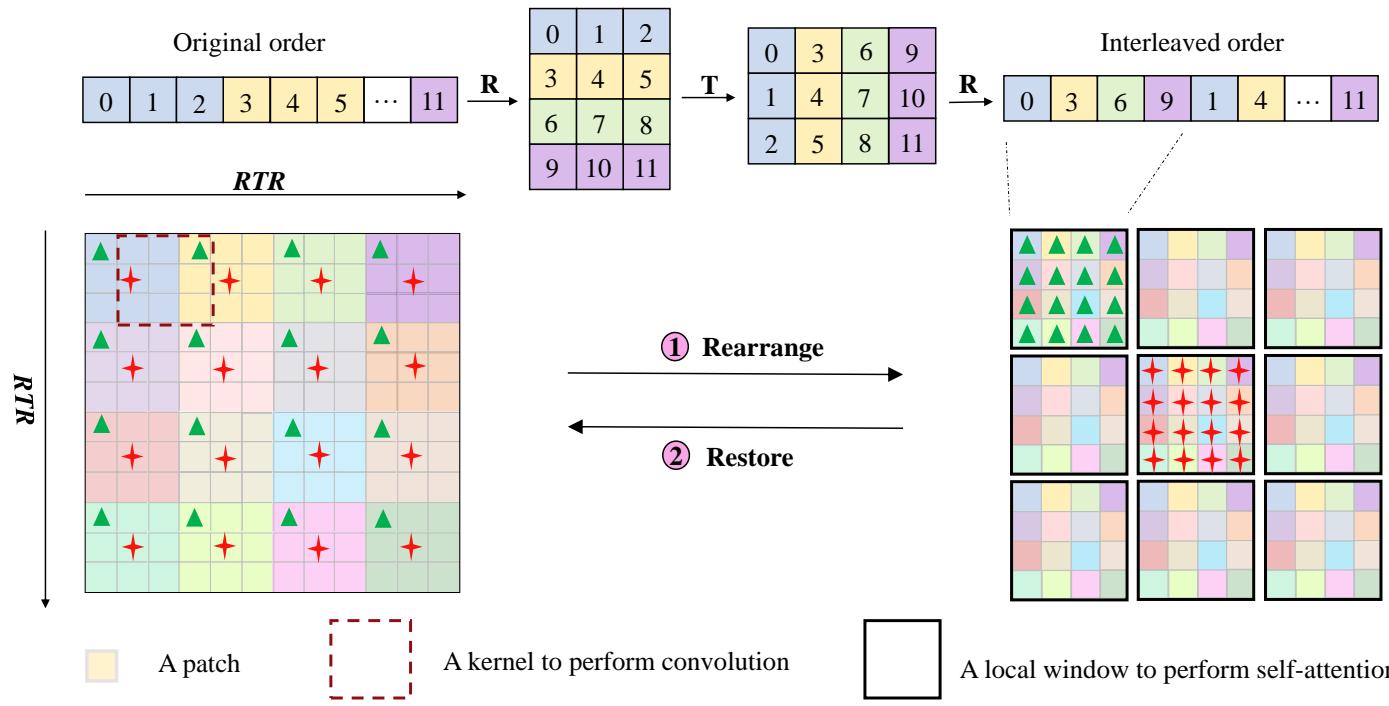 Original order
0 1 2 3 4 5 ··· 11
R
0 1 2
3 4 5
6 7 8
9 10 11
T
0 3 6 9
1 4 7 10
2 5 8 11
R
Interleaved order
0 3 6 9 1 4 ··· 11
RTR
RTR
1 Rearrange
2 Restore
A patch
A kernel to perform convolution
A local window to perform self-attention